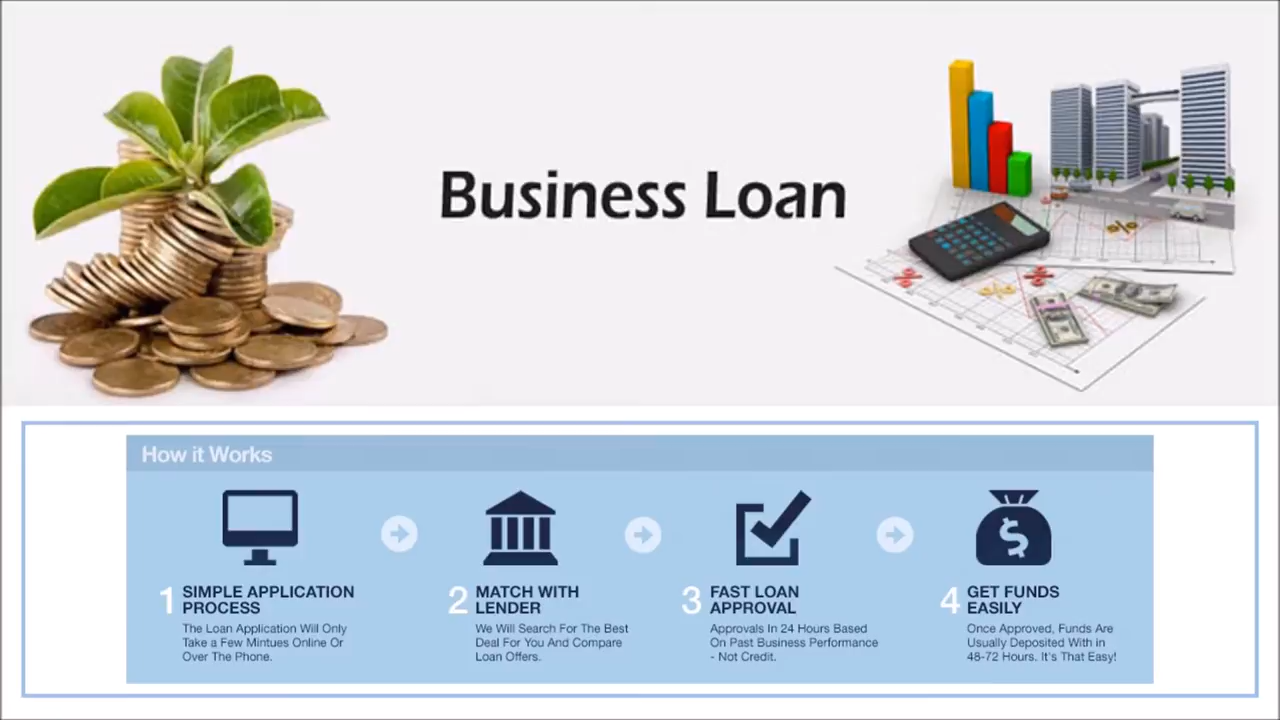 Business Loan
How it Works
1 SIMPLE APPLICATION
PROCESS
The Loan Application Will Only
Take a Few Mintues Online Or
Over The Phone.
2 MATCH WITH
LENDER
We Will Search For The Best
Deal For You And Compare
Loan Offers.
3 FAST LOAN
APPROVAL
Approvals In 24 Hours Based
On Past Business Performance
- Not Credit.
4 GET FUNDS
EASILY
Once Approved, Funds Are
Usually Deposited With in
48-72 Hours. It's That Easy!